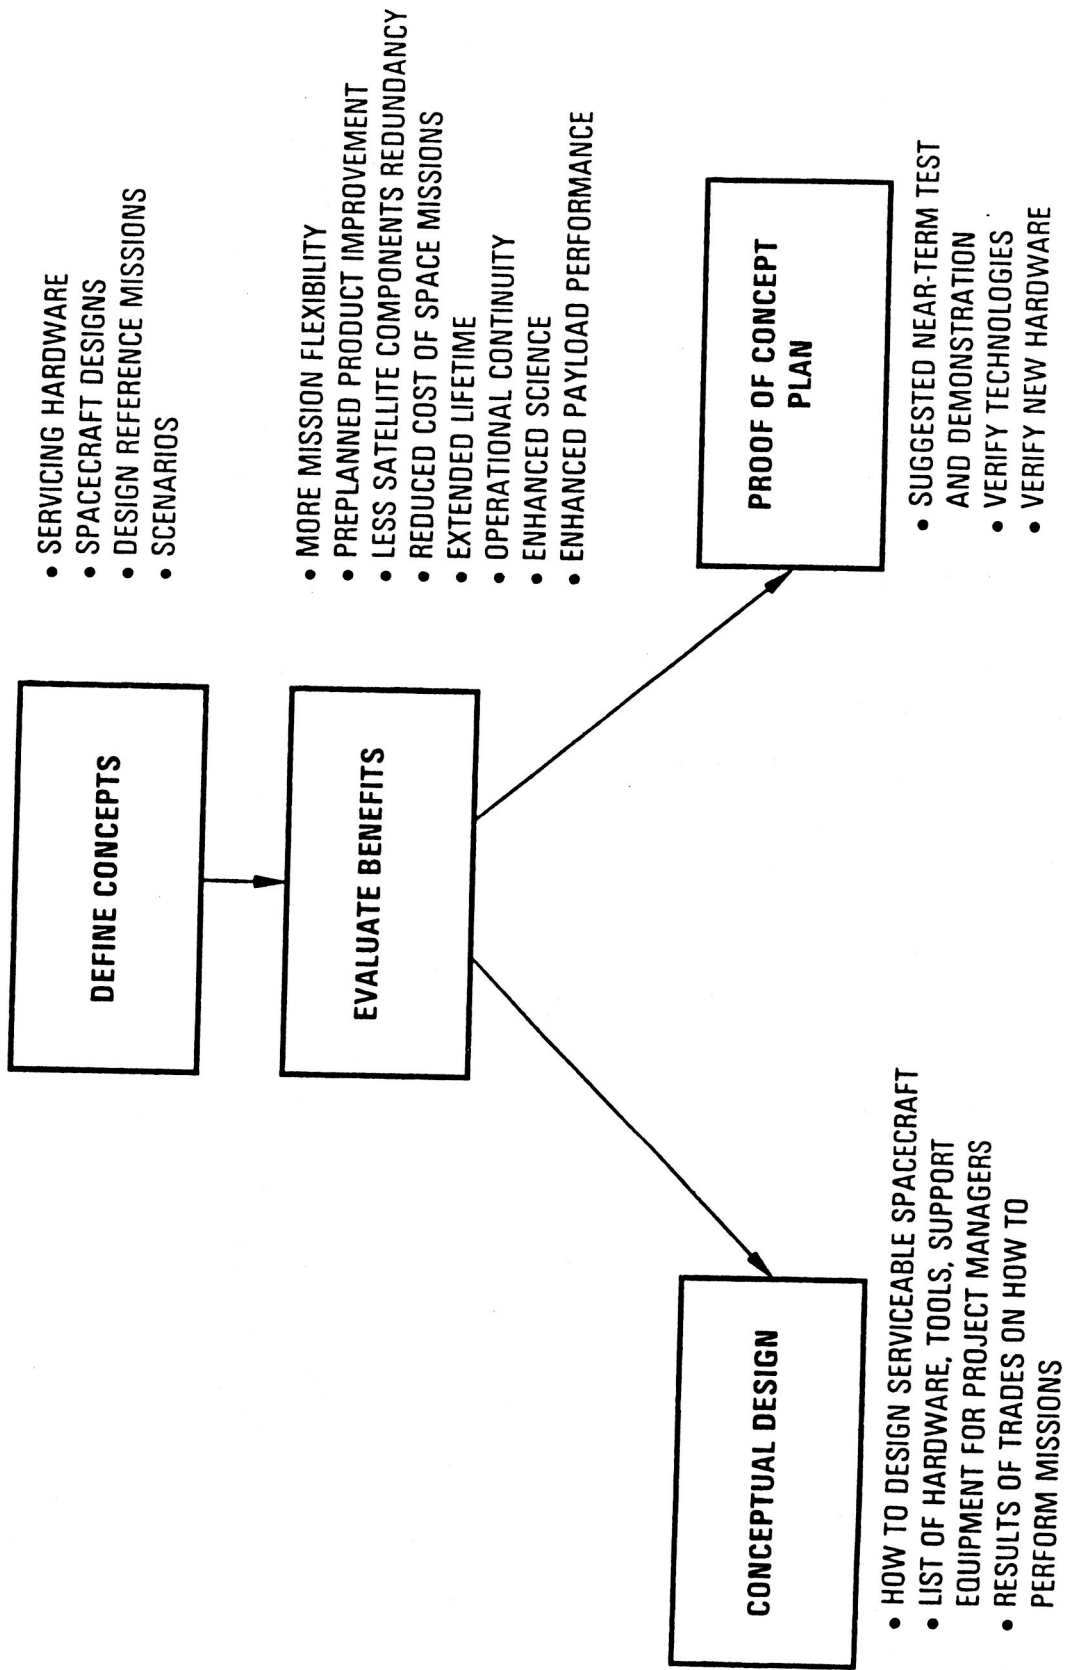 DEFINE CONCEPTS
• SERVICING HARDWARE
• SPACECRAFT DESIGNS
• DESIGN REFERENCE MISSIONS
• SCENARIOS
EVALUATE BENEFITS
• MORE MISSION FLEXIBILITY
• PREPLANNED PRODUCT IMPROVEMENT
• LESS SATELLITE COMPONENTS REDUNDANCY
• REDUCED COST OF SPACE MISSIONS
• EXTENDED LIFETIME
• OPERATIONAL CONTINUITY
• ENHANCED SCIENCE
• ENHANCED PAYLOAD PERFORMANCE
CONCEPTUAL DESIGN
• HOW TO DESIGN SERVICEABLE SPACECRAFT
• LIST OF HARDWARE, TOOLS, SUPPORT
EQUIPMENT FOR PROJECT MANAGERS
• RESULTS OF TRADES ON HOW TO
PERFORM MISSIONS
PROOF OF CONCEPT
PLAN
• SUGGESTED NEAR-TERM TEST
AND DEMONSTRATION
• VERIFY TECHNOLOGIES
• VERIFY NEW HARDWARE